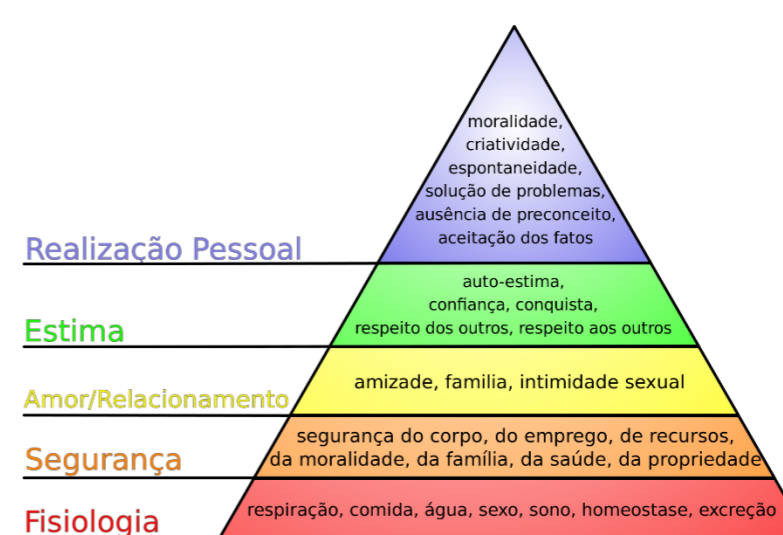 moralidade,
criatividade,
espontaneidade,
solução de problemas,
ausência de preconceito,
aceitação dos fatos
Realização Pessoal
auto-estima,
confiança, conquista,
respeito dos outros, respeito aos outros
Estima
amizade, familia, intimidade sexual
Amor/Relacionamento
segurança do corpo, do emprego, de recursos,
da moralidade, da família, da saúde, da propriedade
Segurança
respiração, comida, água, sexo, sono, homeostase, excreção
Fisiologia